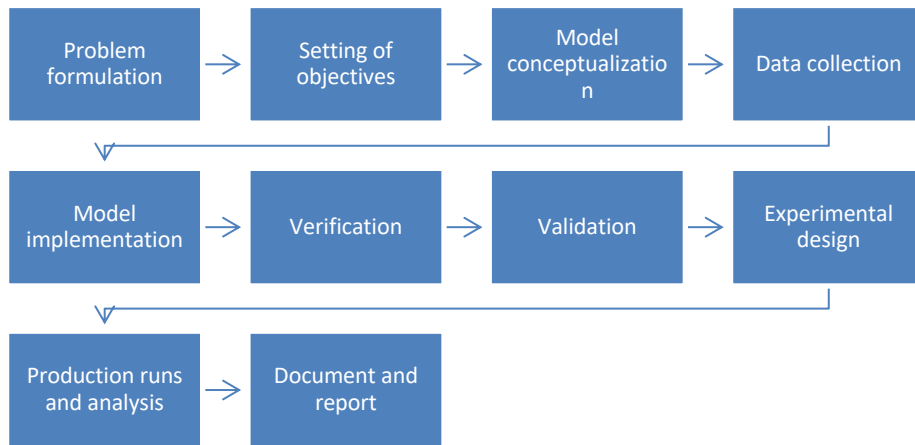 Problem
formulation
Setting of
objectives
Model
conceptualizatio
n
Data collection
Model
implementation
Verification
Validation
Experimental
design
Production runs
and analysis
Document and
report